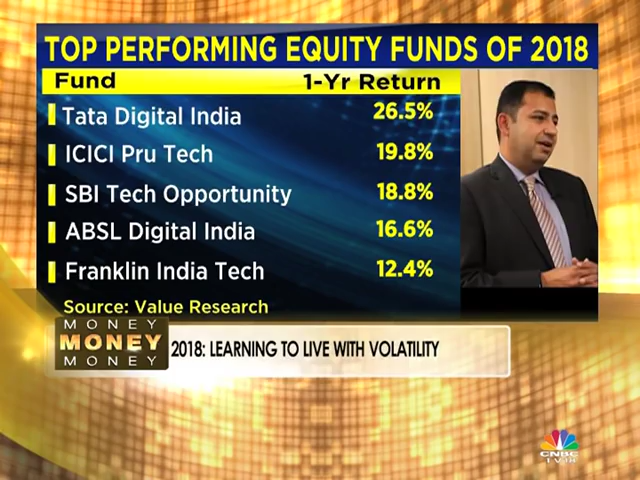 TOP PERFORMING EQUITY FUNDS OF 2018
Fund 1-Yr Return
Tata Digital India 26.5%
ICICI Pru Tech 19.8%
SBI Tech Opportunity 18.8%
ABSL Digital India 16.6%
Franklin India Tech 12.4%
Source: Value Research
MONEY
MONEY
MONEY
2018: LEARNING TO LIVE WITH VOLATILITY
CNBC
TV18